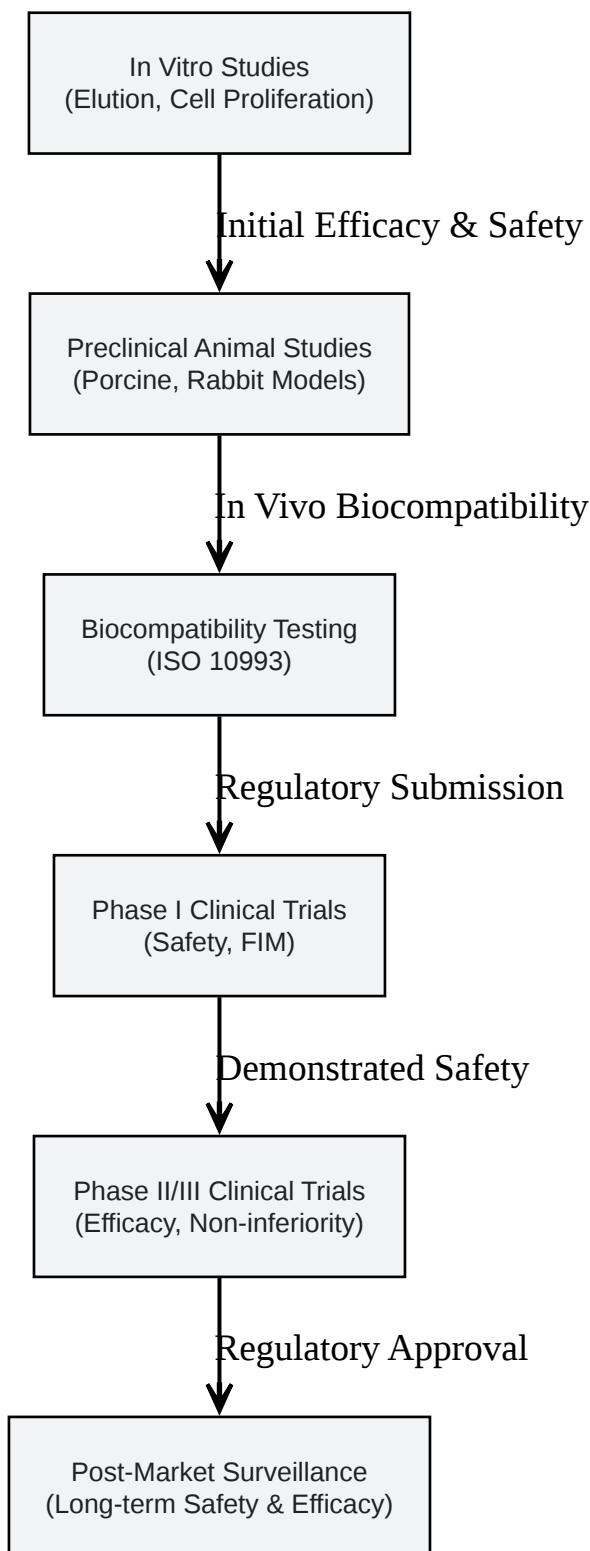 In Vitro Studies
(Elution, Cell Proliferation)
Initial Efficacy & Safety
Preclinical Animal Studies
(Porcine, Rabbit Models)
In Vivo Biocompatibility
Biocompatibility Testing
(ISO 10993)
Regulatory Submission
Phase I Clinical Trials
(Safety, FIM)
Demonstrated Safety
Phase II/III Clinical Trials
(Efficacy, Non-inferiority)
Regulatory Approval
Post-Market Surveillance
(Long-term Safety & Efficacy)